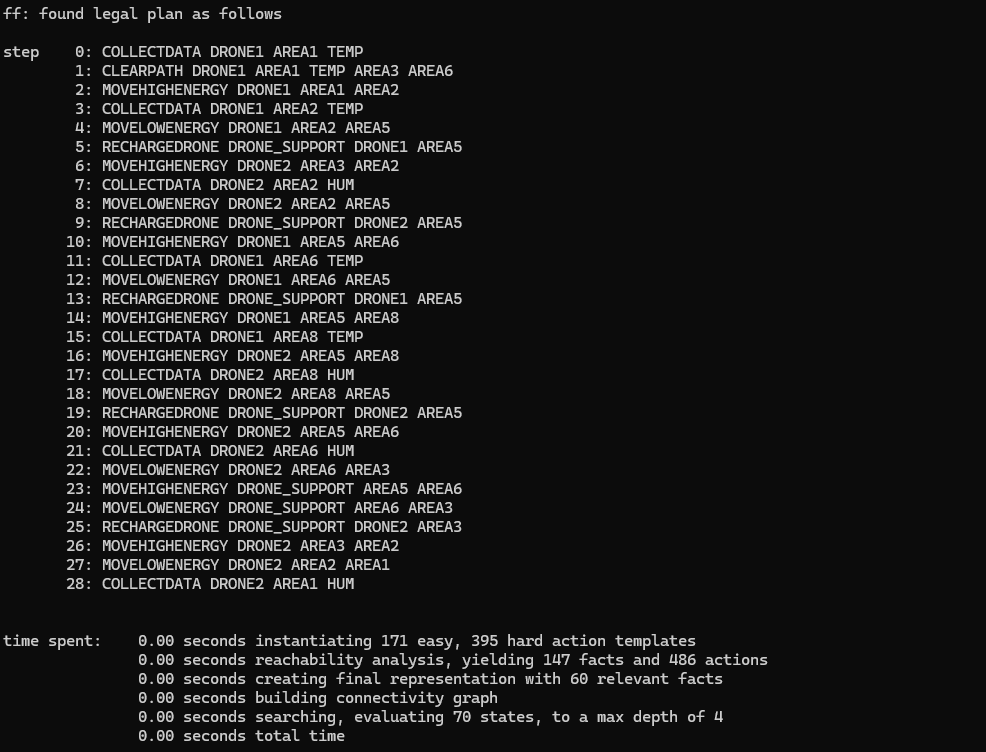 ff: found legal plan as follows
step    0: COLLECTDATA DRONE1 AREA1 TEMP
        1: CLEARPATH DRONE1 AREA1 TEMP AREA3 AREA6
        2: MOVEHIGHENERGY DRONE1 AREA1 AREA2
        3: COLLECTDATA DRONE1 AREA2 TEMP
        4: MOVELOWENERGY DRONE1 AREA2 AREA5
        5: RECHARGEDRONE DRONE_SUPPORT DRONE1 AREA5
        6: MOVEHIGHENERGY DRONE2 AREA3 AREA2
        7: COLLECTDATA DRONE2 AREA2 HUM
        8: MOVELOWENERGY DRONE2 AREA2 AREA5
        9: RECHARGEDRONE DRONE_SUPPORT DRONE2 AREA5
       10: MOVEHIGHENERGY DRONE1 AREA5 AREA6
       11: COLLECTDATA DRONE1 AREA6 TEMP
       12: MOVELOWENERGY DRONE1 AREA6 AREA5
       13: RECHARGEDRONE DRONE_SUPPORT DRONE1 AREA5
       14: MOVEHIGHENERGY DRONE1 AREA5 AREA8
       15: COLLECTDATA DRONE1 AREA8 TEMP
       16: MOVEHIGHENERGY DRONE2 AREA5 AREA8
       17: COLLECTDATA DRONE2 AREA8 HUM
       18: MOVELOWENERGY DRONE2 AREA8 AREA5
       19: RECHARGEDRONE DRONE_SUPPORT DRONE2 AREA5
       20: MOVEHIGHENERGY DRONE2 AREA5 AREA6
       21: COLLECTDATA DRONE2 AREA6 HUM
       22: MOVELOWENERGY DRONE2 AREA6 AREA3
       23: MOVEHIGHENERGY DRONE_SUPPORT AREA5 AREA6
       24: MOVELOWENERGY DRONE_SUPPORT AREA6 AREA3
       25: RECHARGEDRONE DRONE_SUPPORT DRONE2 AREA3
       26: MOVEHIGHENERGY DRONE2 AREA3 AREA2
       27: MOVELOWENERGY DRONE2 AREA2 AREA1
       28: COLLECTDATA DRONE2 AREA1 HUM
time spent:    0.00 seconds instantiating 171 easy, 395 hard action templates
               0.00 seconds reachability analysis, yielding 147 facts and 486 actions
               0.00 seconds creating final representation with 60 relevant facts
               0.00 seconds building connectivity graph
               0.00 seconds searching, evaluating 70 states, to a max depth of 4
               0.00 seconds total time